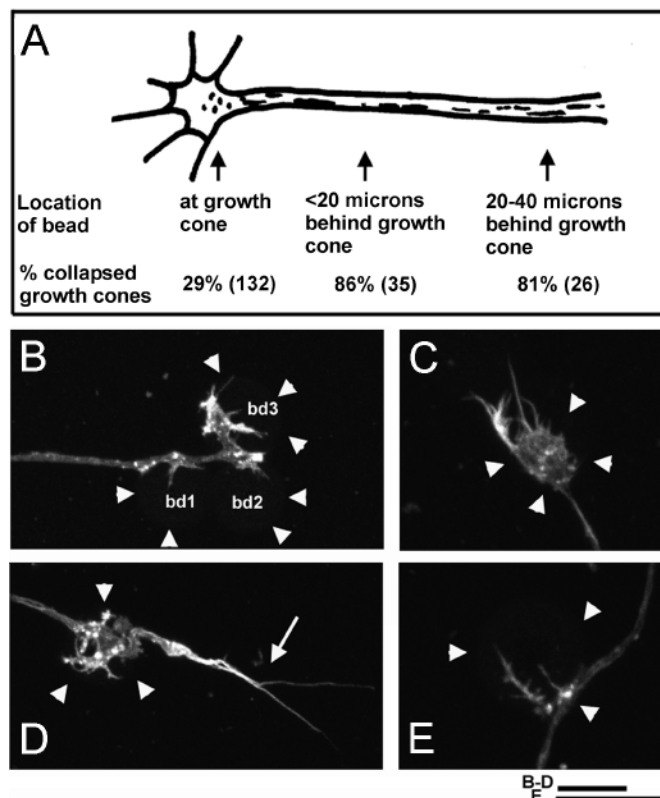 A
Location of bead
at growth cone
<20 microns behind growth cone
20-40 microns behind growth cone
% collapsed growth cones
29% (132)
86% (35)
81% (26)
B
bd3
bd1
bd2
C
D
E
B-D
E